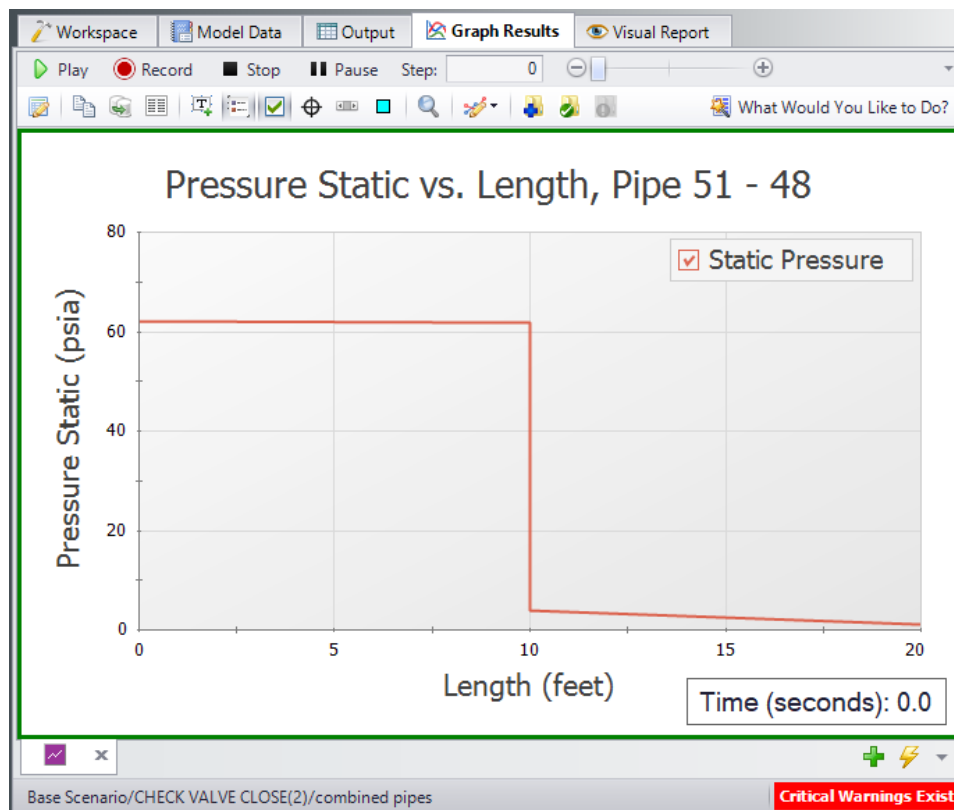 Workspace Model Data Output Graph Results Visual Report
Play Record Stop Pause Step: 0
T What Would You Like to Do?
Pressure Static vs. Length, Pipe 51 - 48
Static Pressure
Pressure Static (psia)
80
60
40
20
0
0 5 10 15 20
Length (feet)
Time (seconds): 0.0
Base Scenario/CHECK VALVE CLOSE(2)/combined pipes Critical Warnings Exist